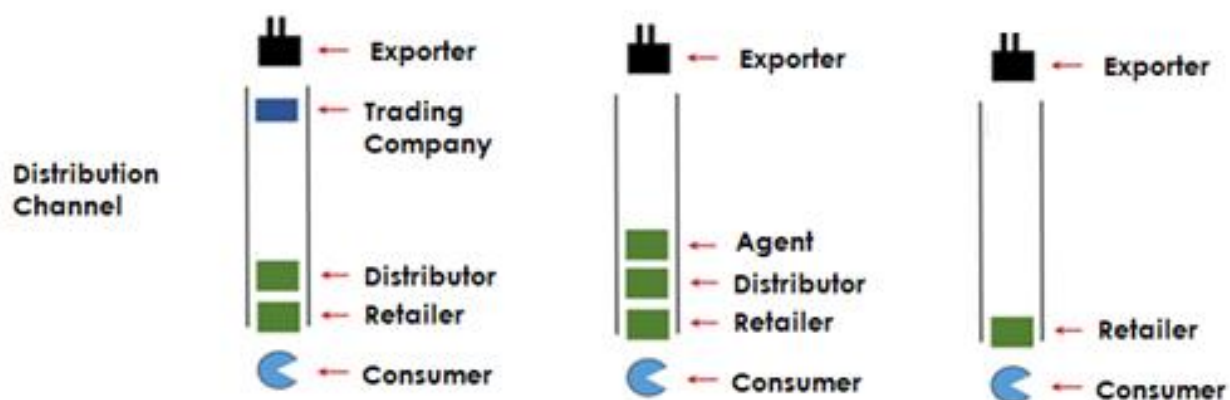 Distribution
Channel
Exporter
Trading
Company
Distributor
Retailer
Consumer
Exporter
Agent
Distributor
Retailer
Consumer
Exporter
Retailer
Consumer